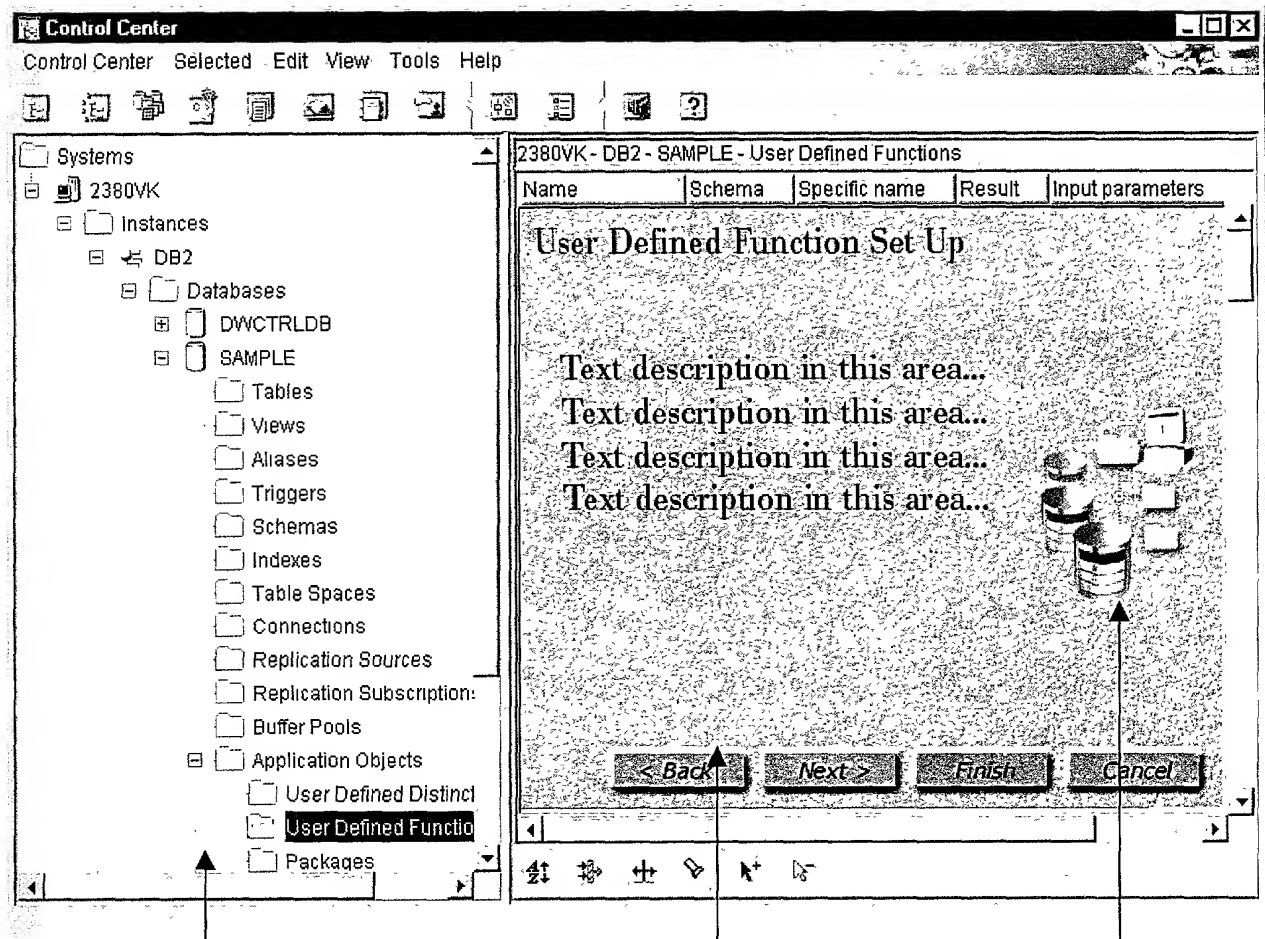 Control Center
Control Center Selected Edit View Tools Help
Systems
2380VK
Instances
DB2
Databases
DWCTRLDB
SAMPLE
Tables
Views
Aliases
Triggers
Schemas
Indexes
Table Spaces
Connections
Replication Sources
Replication Subscription:
Buffer Pools
Application Objects
User Defined Distinct
User Defined Functio
Packages
2380VK - DB2 - SAMPLE - User Defined Functions
Name Schema Specific name Result Input parameters
User Defined Function Set Up
Text description in this area...
Text description in this area...
Text description in this area...
Text description in this area...
1
< Back Next > Finish Cancel